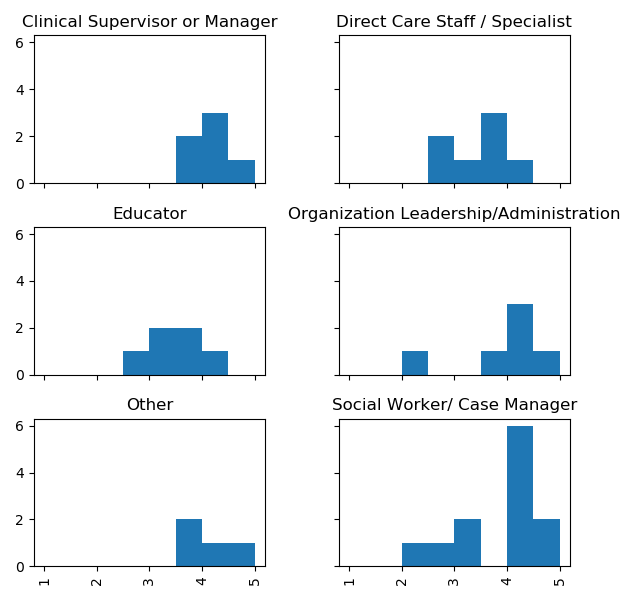 Clinical Supervisor or Manager
Direct Care Staff / Specialist
6
4
2
0
Educator
Organization Leadership/Administration
6
4
2
0
Other
Social Worker/ Case Manager
6
4
2
0
1 2 3 4 5
1 2 3 4 5